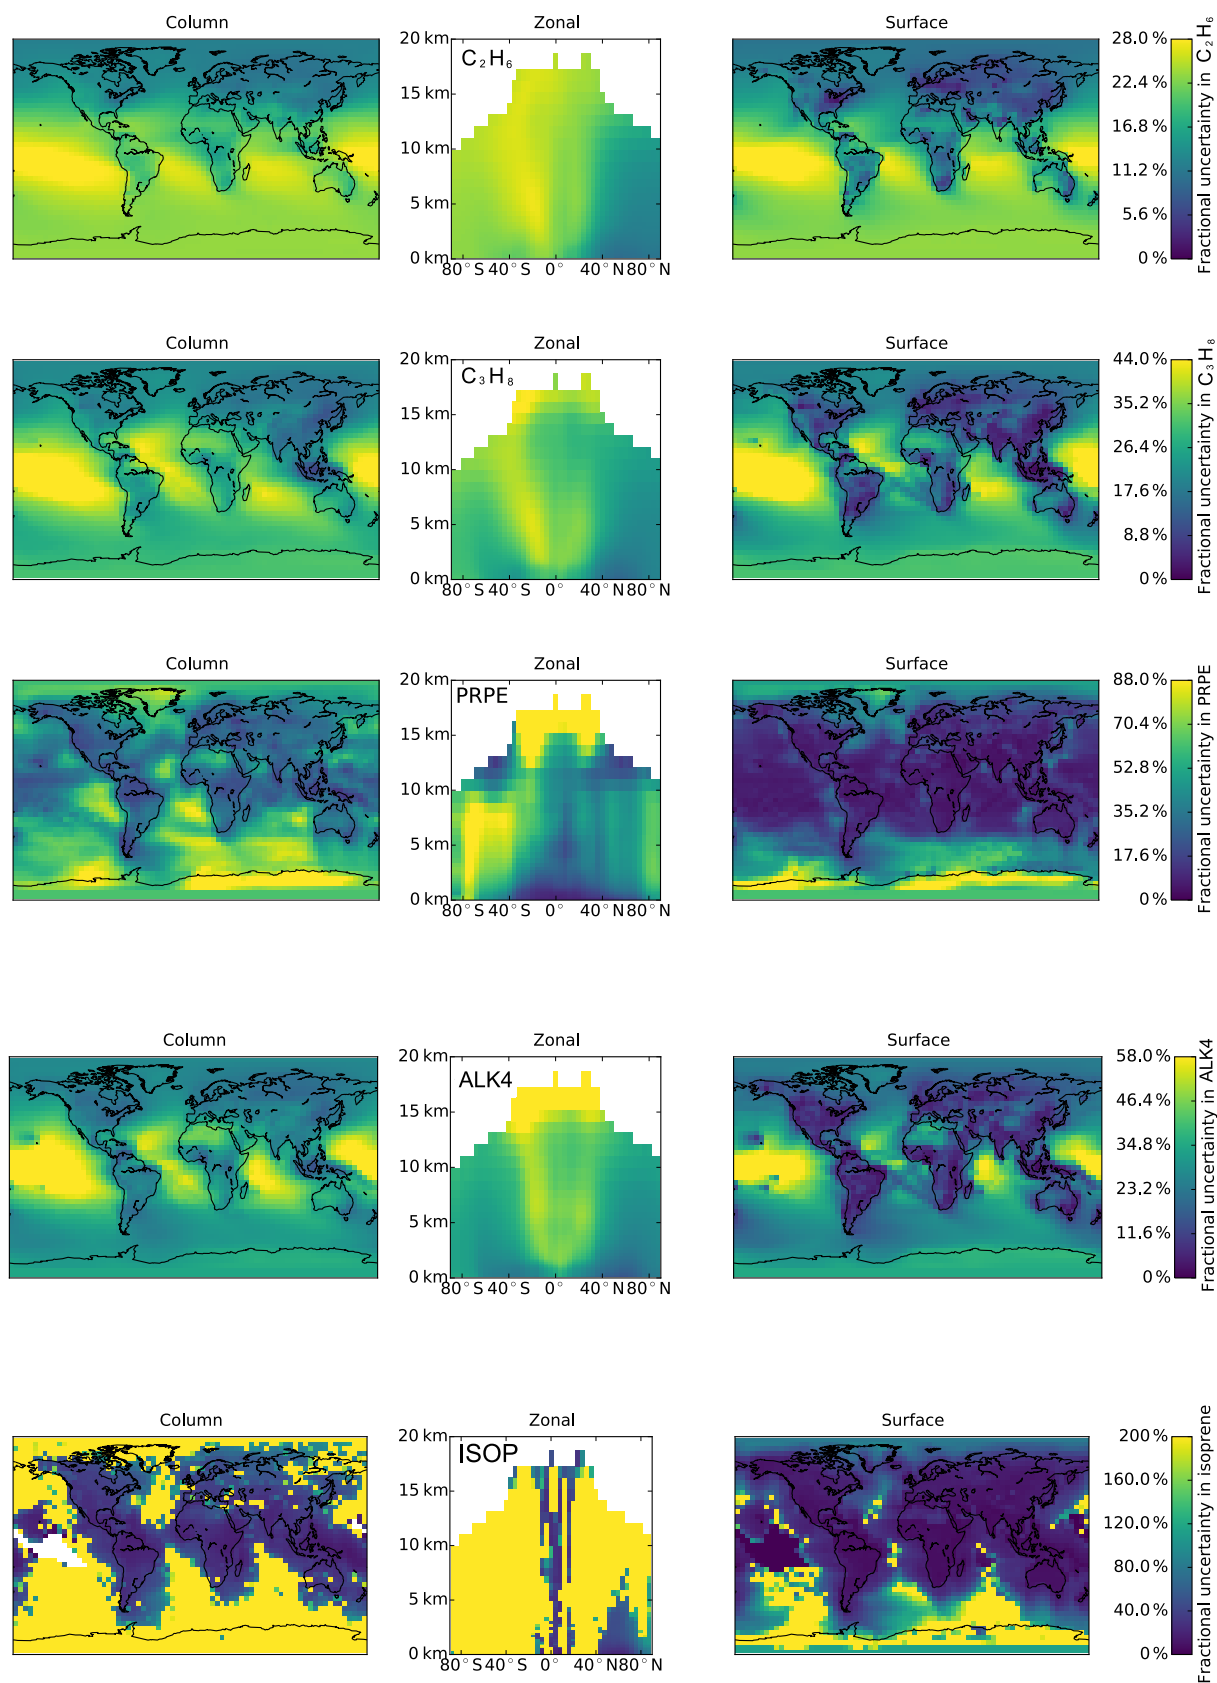 Column Zonal Surface
20 km
15 km
10 km
5 km
0 km
C₂H₆
80°S 40°S 0° 40°N 80°N
28.0 %
22.4 %
16.8 %
11.2 %
5.6 %
0 %
Fractional uncertainty in C₂H₆
Column Zonal Surface
20 km
15 km
10 km
5 km
0 km
C₃H₈
80°S 40°S 0° 40°N 80°N
44.0 %
35.2 %
26.4 %
17.6 %
8.8 %
0 %
Fractional uncertainty in C₃H₈
Column Zonal Surface
20 km
15 km
10 km
5 km
0 km
PRPE
80°S 40°S 0° 40°N 80°N
88.0 %
70.4 %
52.8 %
35.2 %
17.6 %
0 %
Fractional uncertainty in PRPE
Column Zonal Surface
20 km
15 km
10 km
5 km
0 km
ALK4
80°S 40°S 0° 40°N 80°N
58.0 %
46.4 %
34.8 %
23.2 %
11.6 %
0 %
Fractional uncertainty in ALK4
Column Zonal Surface
20 km
15 km
10 km
5 km
0 km
ISOP
80°S 40°S 0° 40°N 80°N
200 %
160.0 %
120.0 %
80.0 %
40.0 %
0 %
Fractional uncertainty in isoprene